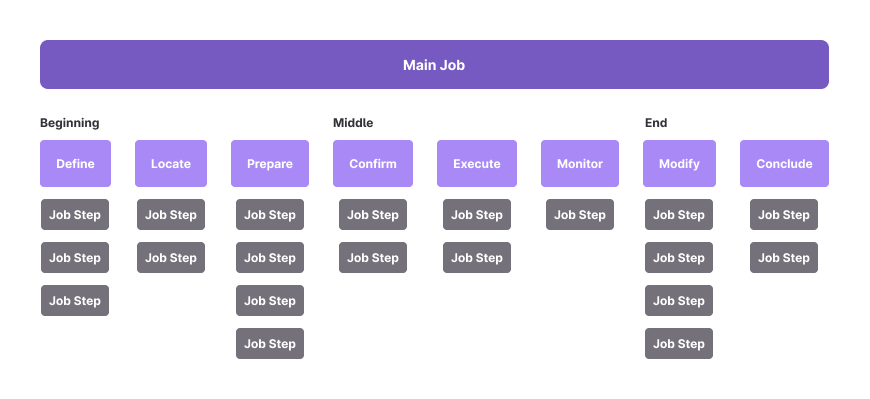 Main Job
Beginning Middle End
Define Locate Prepare Confirm Execute Monitor Modify Conclude
Job Step Job Step Job Step Job Step Job Step Job Step Job Step Job Step
Job Step Job Step Job Step Job Step Job Step Job Step Job Step
Job Step Job Step Job Step
Job Step Job Step